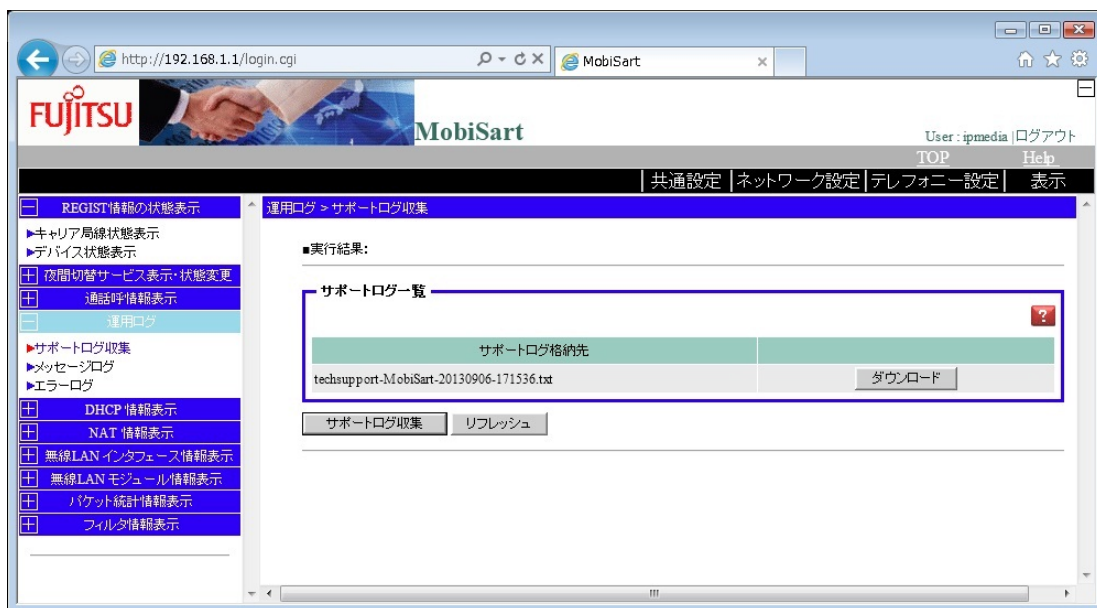 http://192.168.1.1/login.cgi
MobiSart
FUJITSU
MobiSart
User : ipmedia |ログアウト
TOP Help
共通設定 |ネットワーク設定|テレフォニー設定| 表示
REGIST情報の状態表示
キャリア局線状態表示
デバイス状態表示
夜間切替サービス表示・状態変更
通話呼情報表示
運用ログ
サポートログ収集
メッセージログ
エラーログ
DHCP 情報表示
NAT 情報表示
無線LAN インタフェース情報表示
無線LAN モジュール情報表示
パケット統計情報表示
フィルタ情報表示
運用ログ > サポートログ収集
■実行結果:
サポートログ一覧
?
サポートログ格納先
techsupport-MobiSart-20130906-171536.txt ダウンロード
サポートログ収集 リフレッシュ